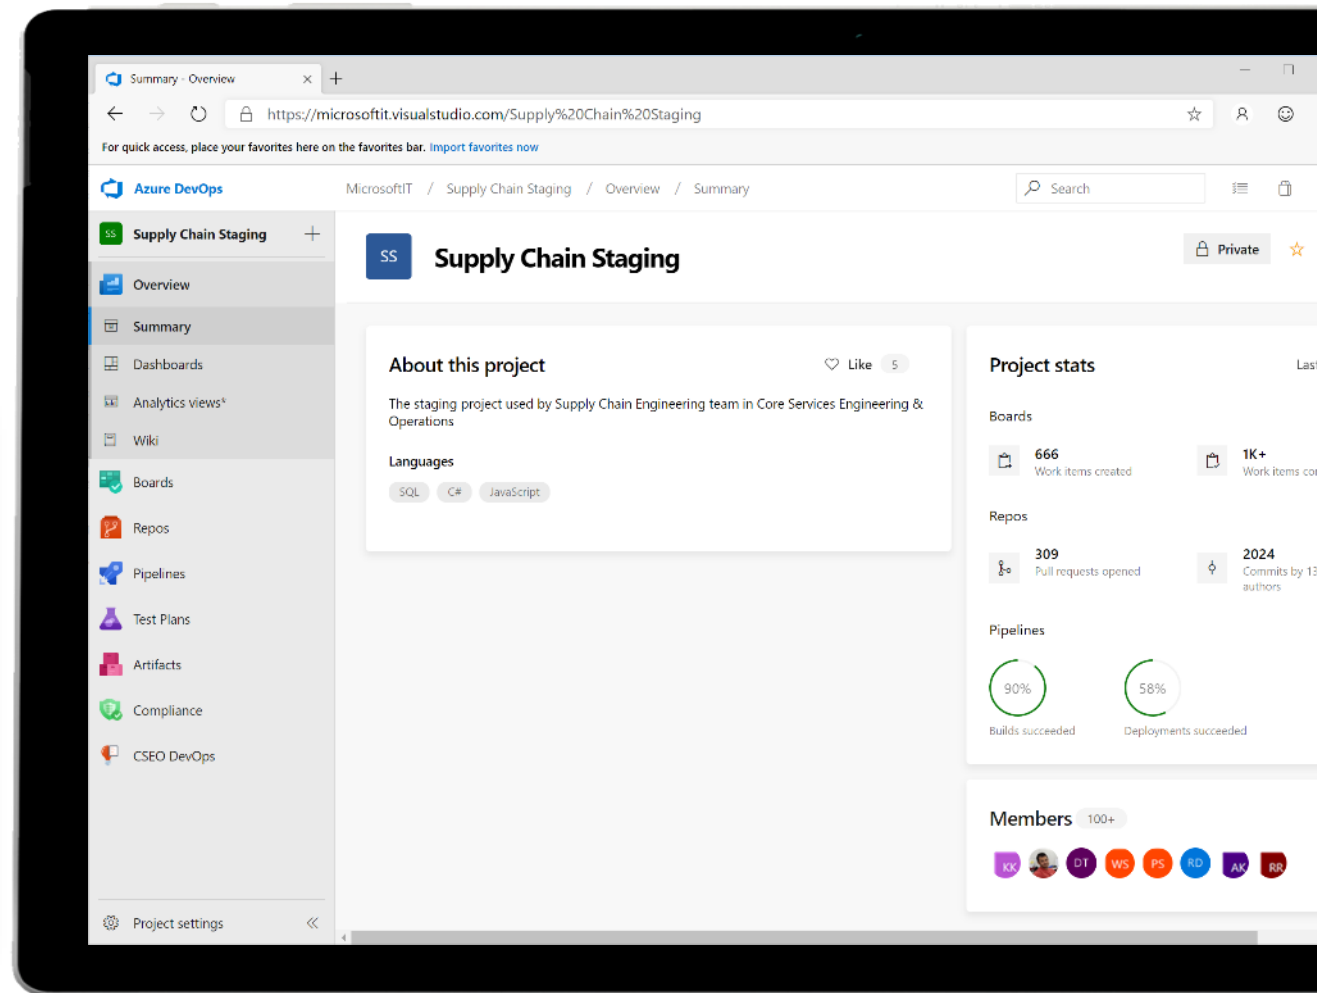 Summary - Overview
https://microsoftit.visualstudio.com/Supply%20Chain%20Staging
For quick access, place your favorites here on the favorites bar. Import favorites now
Azure DevOps
MicrosoftIT / Supply Chain Staging / Overview / Summary
Search
SS Supply Chain Staging
Overview
Summary
Dashboards
Analytics views*
Wiki
Boards
Repos
Pipelines
Test Plans
Artifacts
Compliance
CSEO DevOps
Project settings
SS Supply Chain Staging
Private
About this project
Like 5
The staging project used by Supply Chain Engineering team in Core Services Engineering &
Operations
Languages
SQL C# JavaScript
Project stats
Boards
666
Work items created
1K+
Work items
Repos
309
Pull requests opened
2024
Commits by 13
authors
Pipelines
90%
Builds succeeded
58%
Deployments succeeded
Members 100+
KK DT WS PS RD AK RR